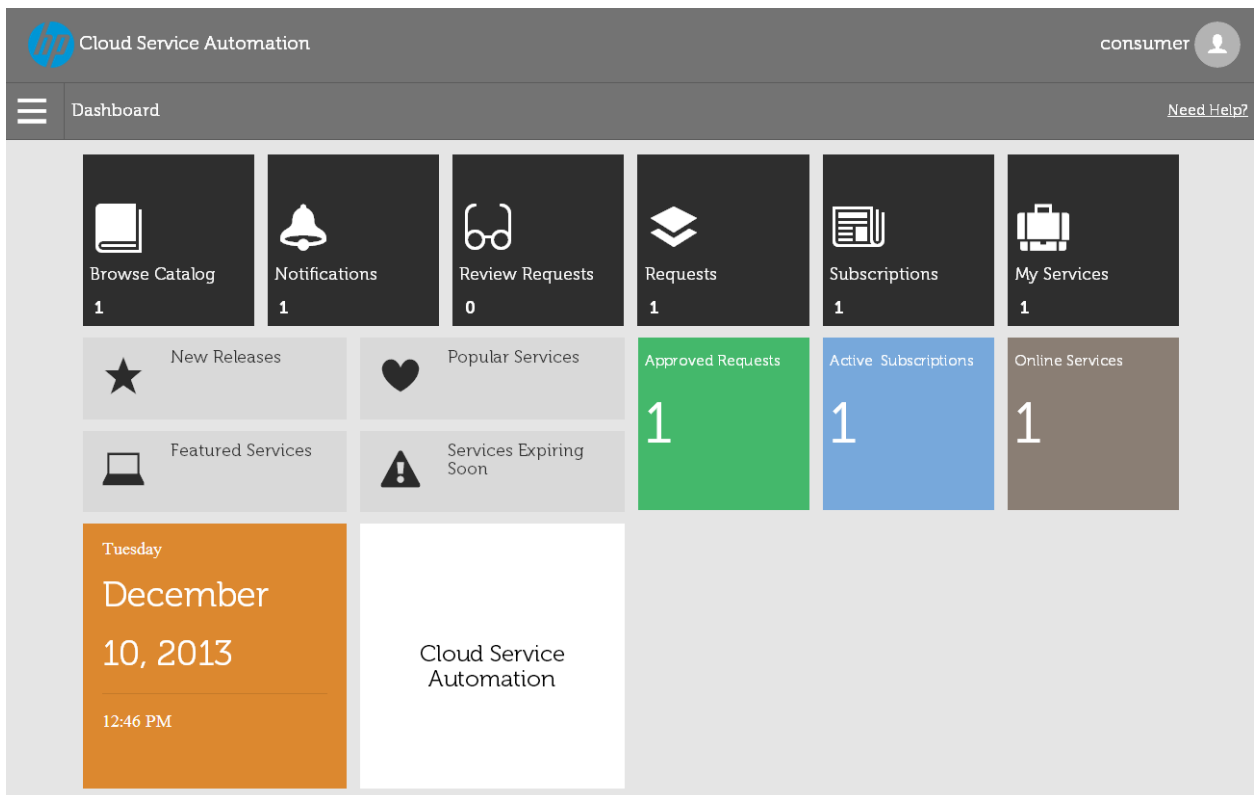 hp
Cloud Service Automation
consumer
Dashboard
Need Help?
Browse Catalog
1
Notifications
1
Review Requests
0
Requests
1
Subscriptions
1
My Services
1
New Releases
Popular Services
Featured Services
Services Expiring
Soon
Approved Requests
1
Active Subscriptions
1
Online Services
1
Tuesday
December
10, 2013
12:46 PM
Cloud Service
Automation